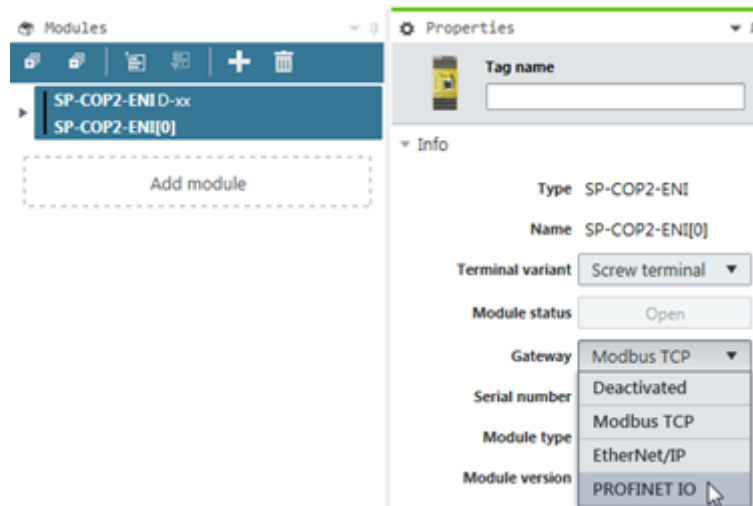 Modules
SP-COP2-ENI D-xx
SP-COP2-ENI[0]
Add module
Properties
Tag name
Info
Type SP-COP2-ENI
Name SP-COP2-ENI[0]
Terminal variant Screw terminal
Module status Open
Gateway Modbus TCP
Serial number Deactivated
Modbus TCP
Module type
EtherNet/IP
Module version
PROFINET IO